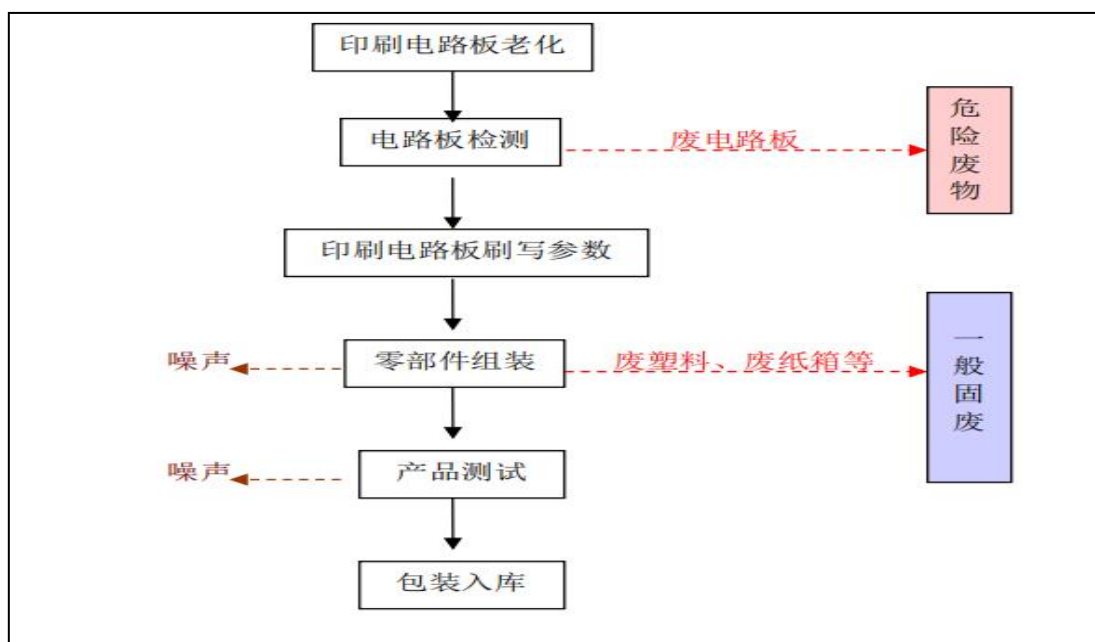 印刷电路板老化
电路板检测
废电路板
危险废物
印刷电路板刷写参数
噪声
零部件组装
废塑料、废纸箱等
一般固废
噪声
产品测试
包装入库